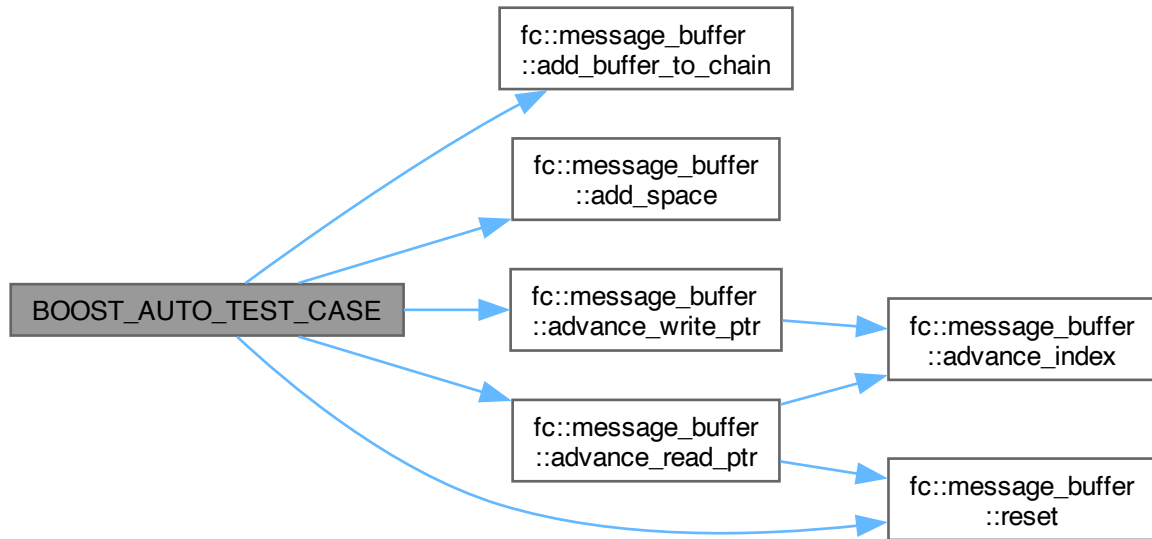 fc::message_buffer
::add_buffer_to_chain
fc::message_buffer
::add_space
BOOST_AUTO_TEST_CASE
fc::message_buffer
::advance_write_ptr
fc::message_buffer
::advance_index
fc::message_buffer
::advance_read_ptr
fc::message_buffer
::reset